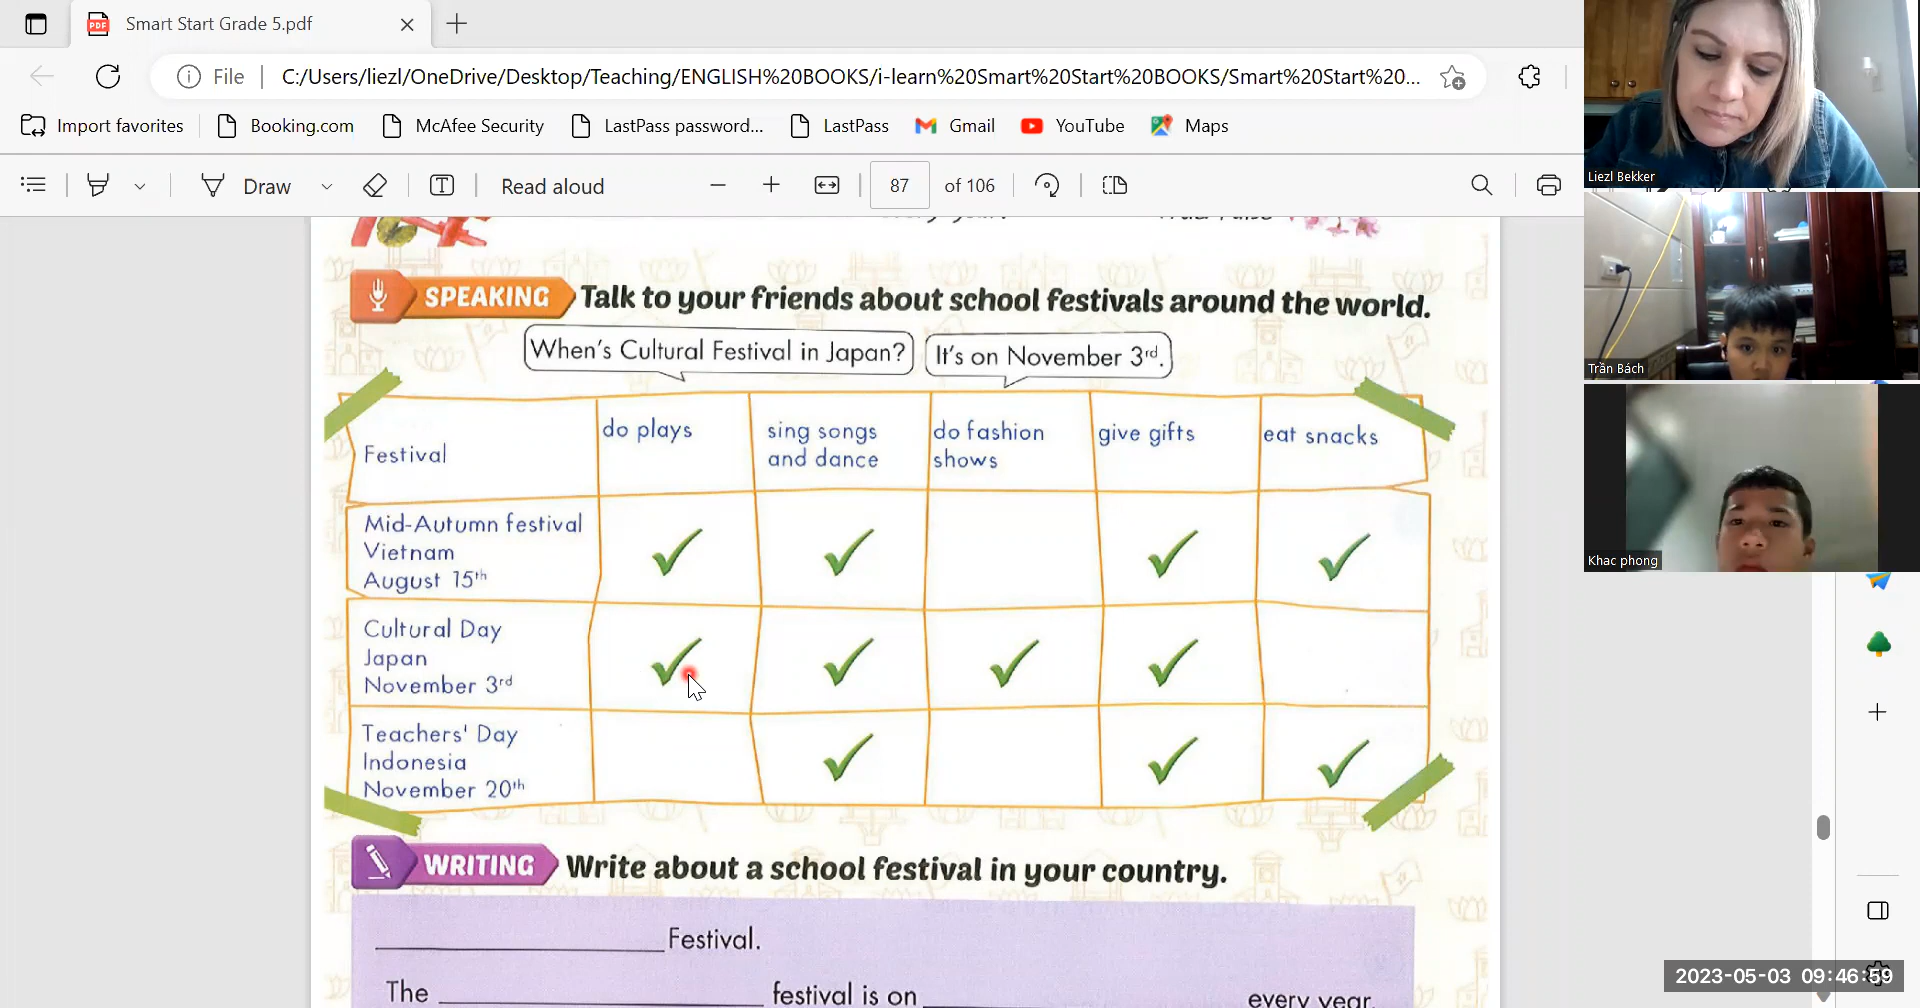 Smart Start Grade 5.pdf
File
C:/Users/liezl/OneDrive/Desktop/Teaching/ENGLISH%20BOOKS/i-learn%20Smart%20Start%20BOOKS/Smart%20Start%20...
Import favorites
Booking.com
McAfee Security
LastPass password...
LastPass
Gmail
YouTube
Maps
Draw
Read aloud
87
of 106
SPEAKING Talk to your friends about school festivals around the world.
When's Cultural Festival in Japan?
It's on November 3rd.
Festival
do plays
sing songs
and dance
do fashion
shows
give gifts
eat snacks
Mid-Autumn festival
Vietnam
August 15th
Cultural Day
Japan
November 3rd
Teachers' Day
Indonesia
November 20th
WRITING Write about a school festival in your country.
Festival.
The festival is on every year.
Liezl Bekker
Trần Bách
Khac phong
2023-05-03 09:46:59